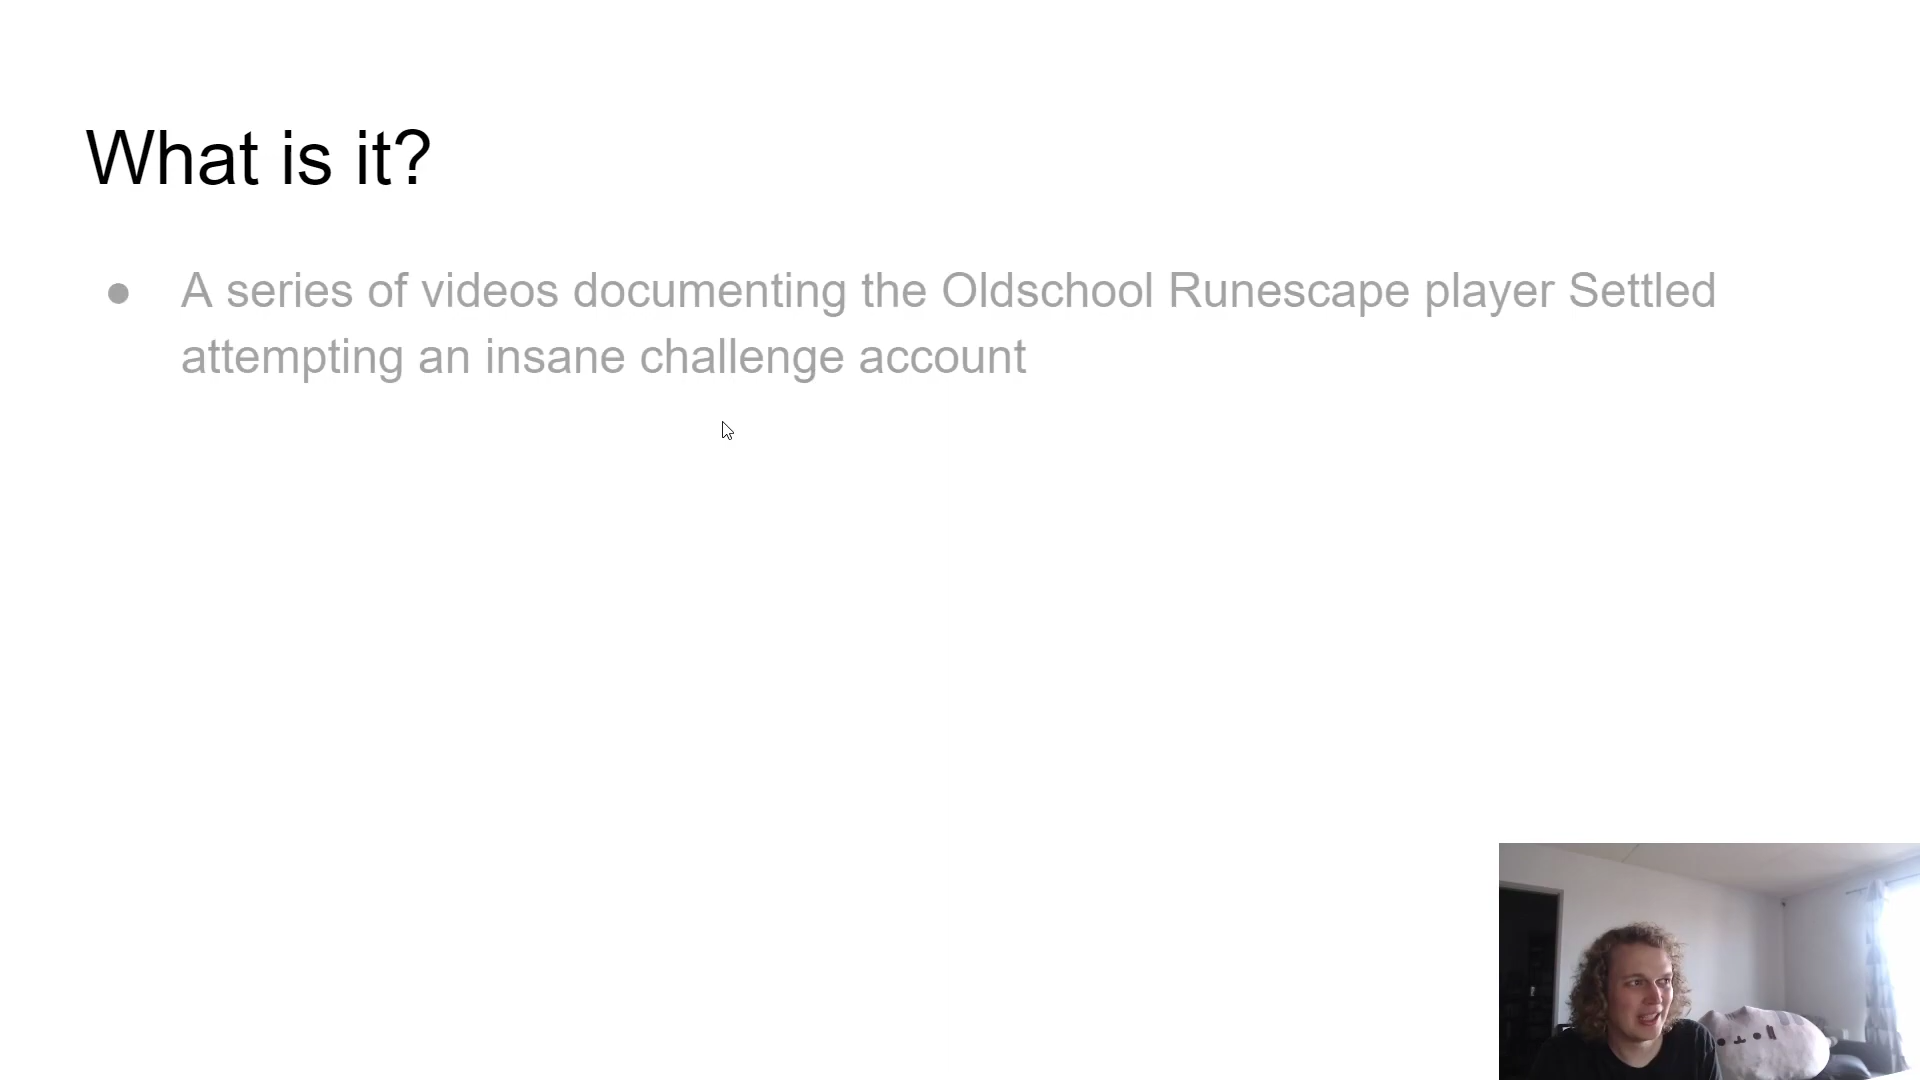 What is it?
● A series of videos documenting the Oldschool Runescape player Settled
attempting an insane challenge account